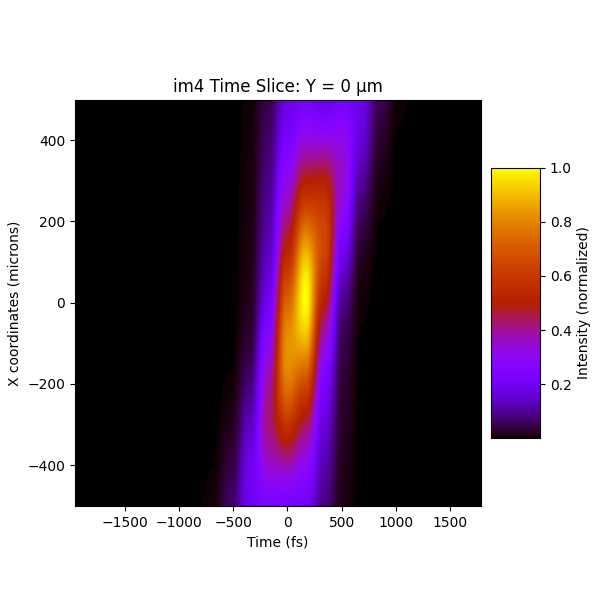 im4 Time Slice: Y = 0 μm
X coordinates (microns)
400
200
0
−200
−400
−1500 −1000 −500 0 500 1000 1500
Time (fs)
1.0
0.8
0.6
0.4
0.2
Intensity (normalized)